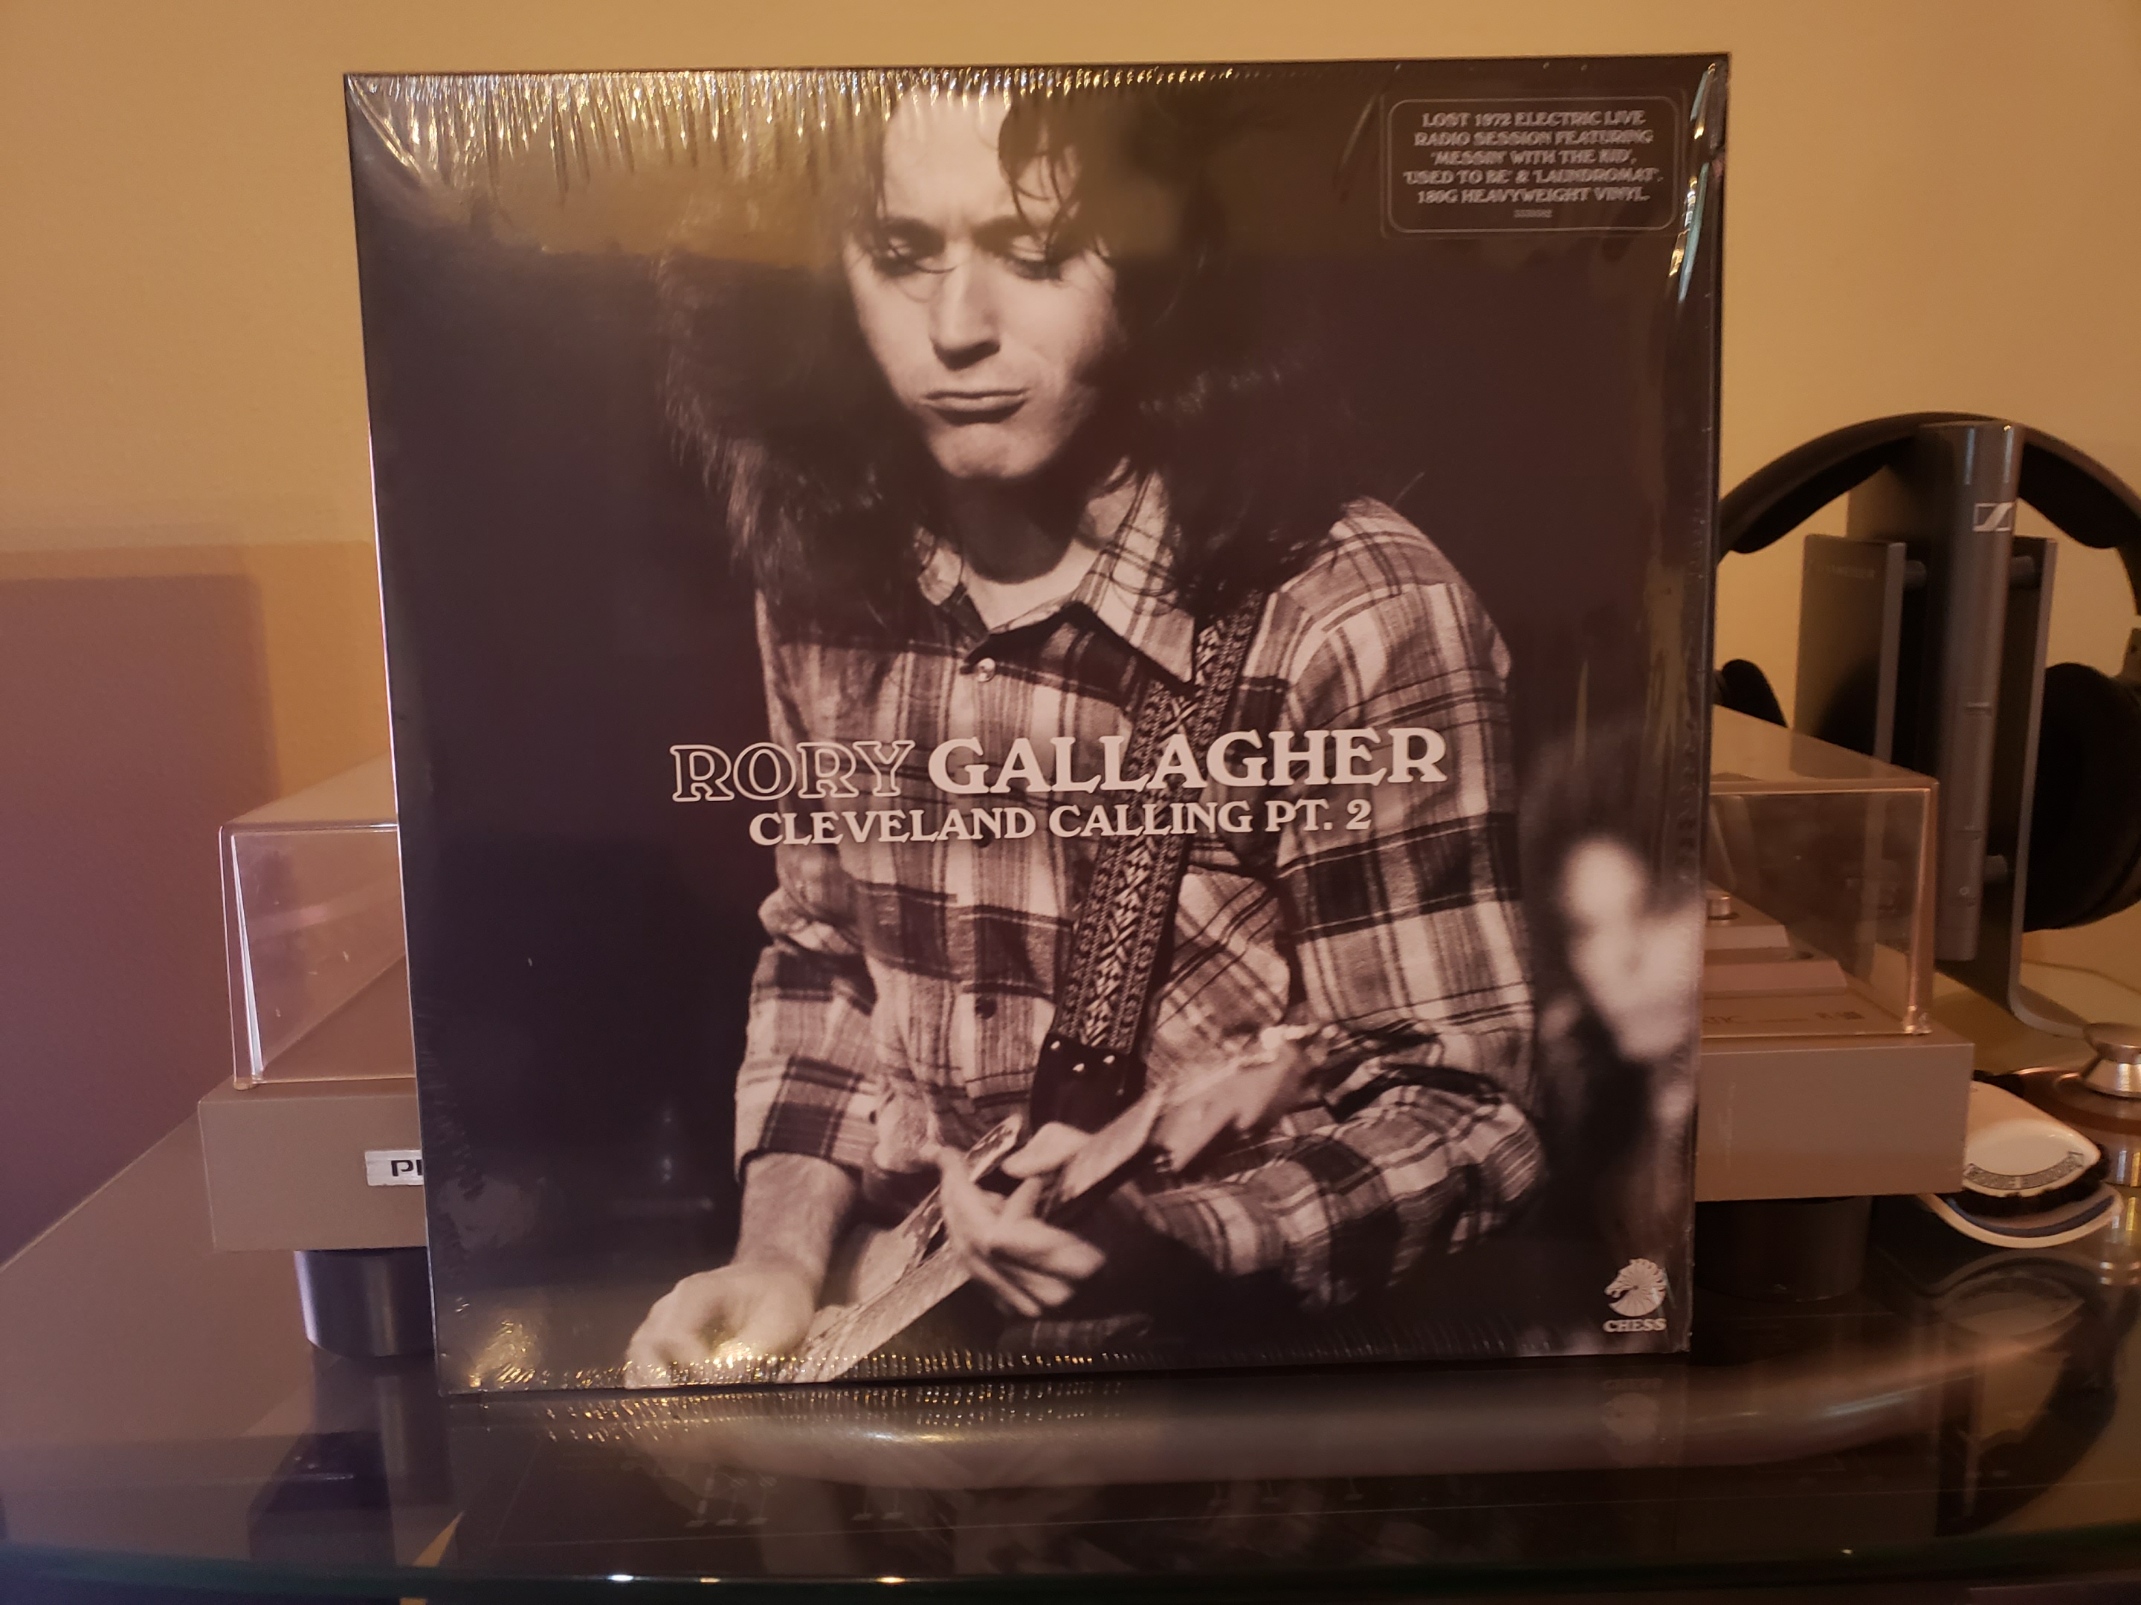 LOST 1972 ELECTRIC LIVE
RADIO SESSION FEATURING
'MESSIN' WITH THE KID',
'USED TO BE' & 'LAUNDROMAT'.
180G HEAVYWEIGHT VINYL.
RORY GALLAGHER
CLEVELAND CALLING PT. 2
CHESS